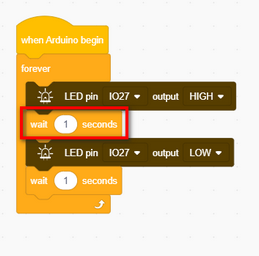 when Arduino begin
forever
LED pin IO27 output HIGH
wait 1 seconds
LED pin IO27 output LOW
wait 1 seconds